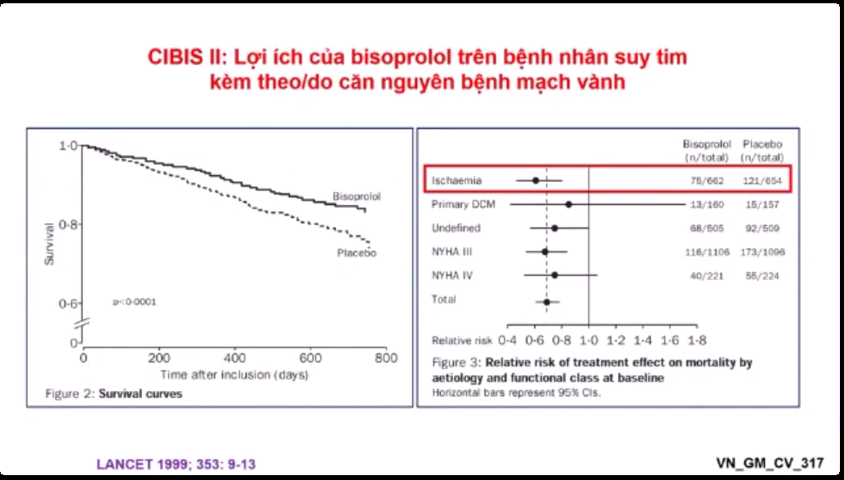 CIBIS II: Lợi ích của bisoprolol trên bệnh nhân suy tim
kèm theo/do căn nguyên bệnh mạch vành
1·0
0·8
0·6
0
Survival
Bisoprolol
Placebo
p<0·0001
0 200 400 600 800
Time after inclusion (days)
Figure 2: Survival curves
Bisoprolol Placebo
(n/total) (n/total)
Ischaemia 75/662 121/654
Primary DCM 13/160 15/157
Undefined 68/505 92/509
NYHA III 116/1106 173/1096
NYHA IV 40/221 55/224
Total
Relative risk 0·4 0·6 0·8 1·0 1·2 1·4 1·6 1·8
Figure 3: Relative risk of treatment effect on mortality by
aetiology and functional class at baseline
Horizontal bars represent 95% CIs.
LANCET 1999; 353: 9-13
VN_GM_CV_317